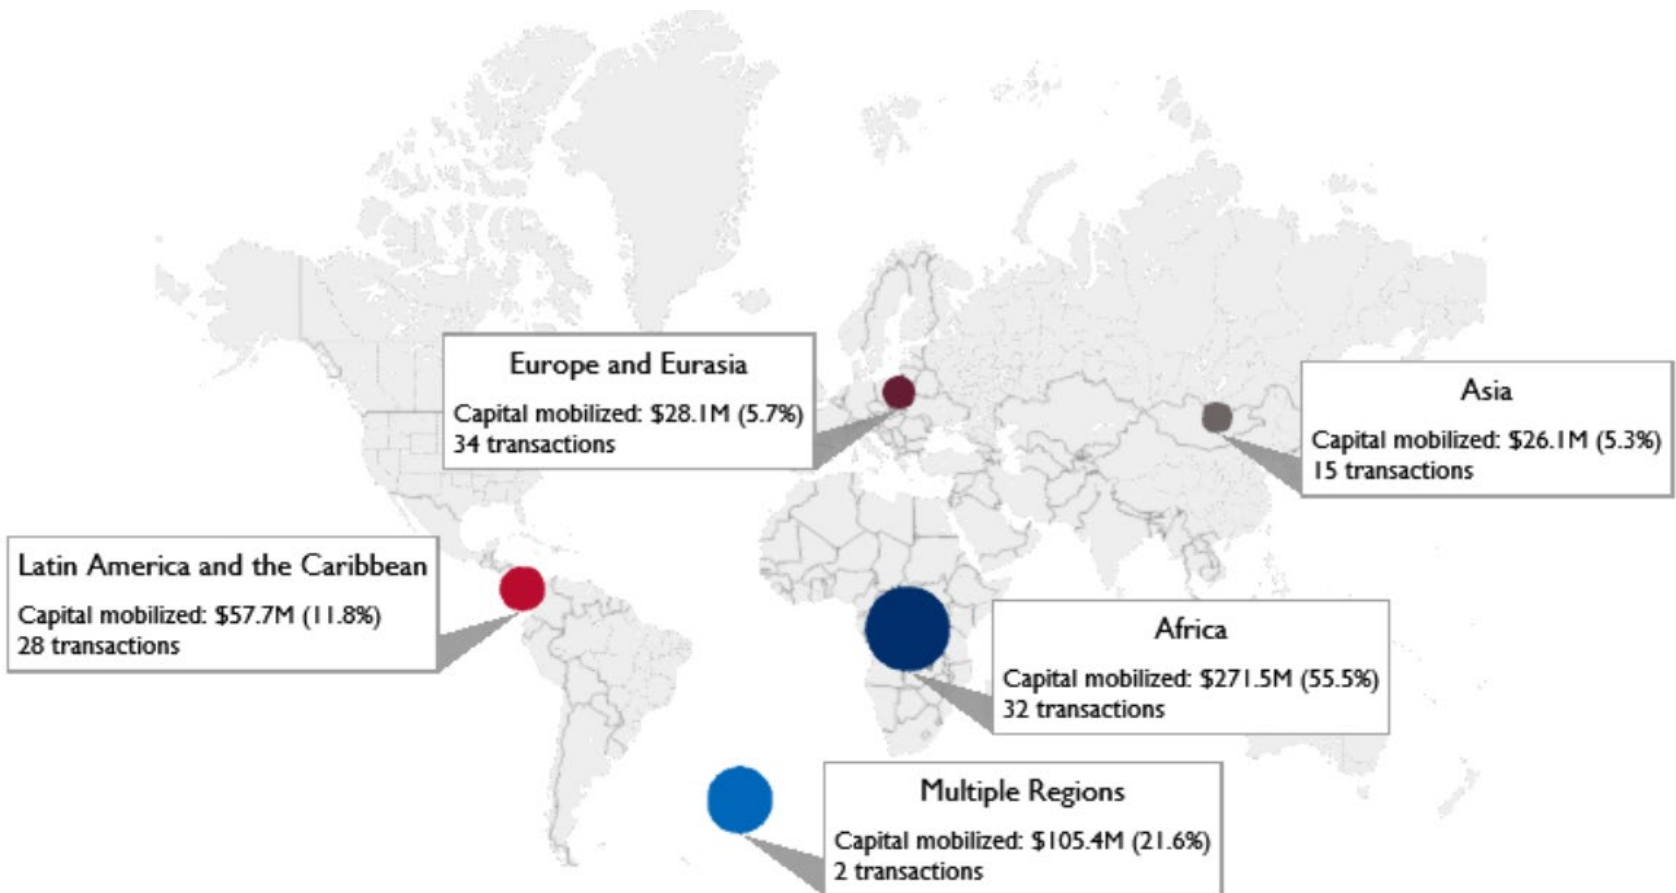 Europe and Eurasia
Capital mobilized: $28.1M (5.7%)
34 transactions
Asia
Capital mobilized: $26.1M (5.3%)
15 transactions
Latin America and the Caribbean
Capital mobilized: $57.7M (11.8%)
28 transactions
Africa
Capital mobilized: $271.5M (55.5%)
32 transactions
Multiple Regions
Capital mobilized: $105.4M (21.6%)
2 transactions